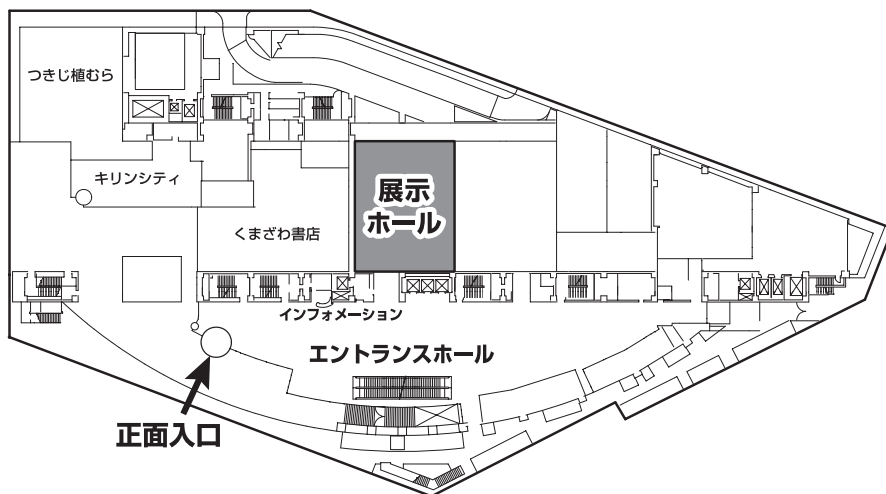 つきじ植むら
キリンシティ
展示
ホール
くまざわ書店
インフォメーション
エントランスホール
正面入口